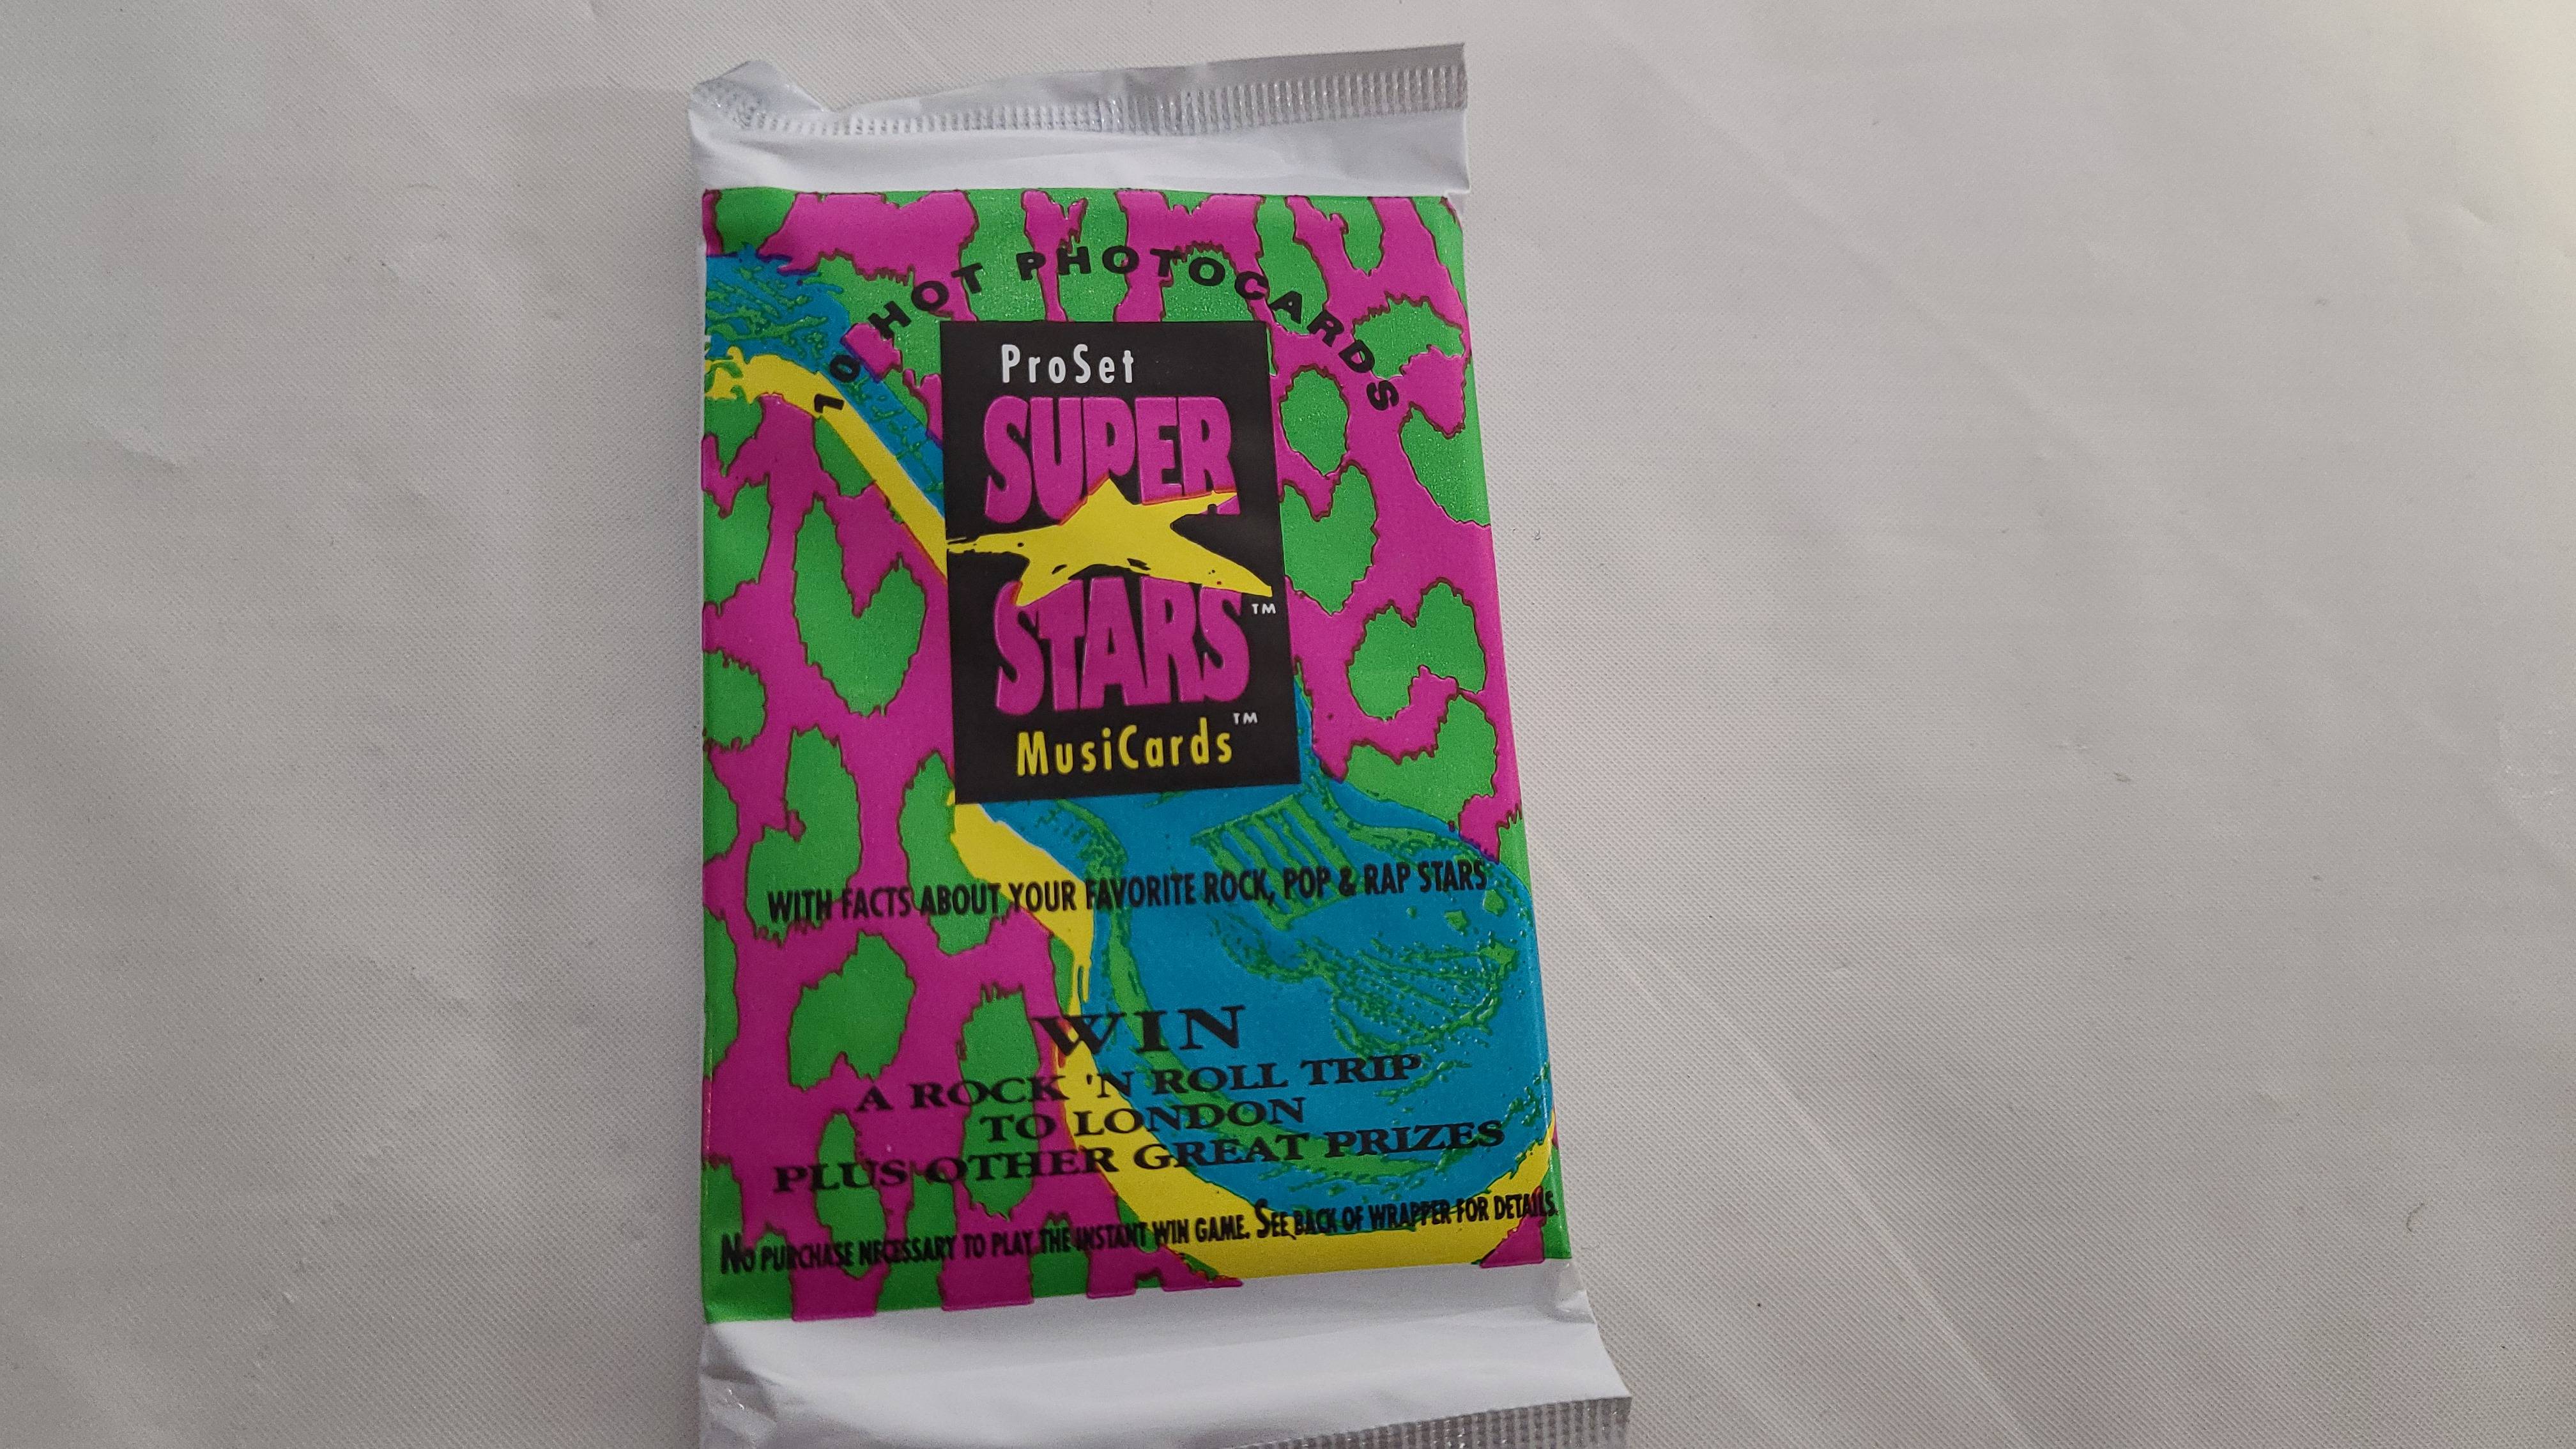 10 HOT PHOTOCARDS
ProSet
SUPER
STARS™
MusiCards™
WITH FACTS ABOUT YOUR FAVORITE ROCK, POP & RAP STARS
WIN
A ROCK 'N ROLL TRIP
TO LONDON
PLUS OTHER GREAT PRIZES
NO PURCHASE NECESSARY TO PLAY THE INSTANT WIN GAME. SEE BACK OF WRAPPER FOR DETAILS.